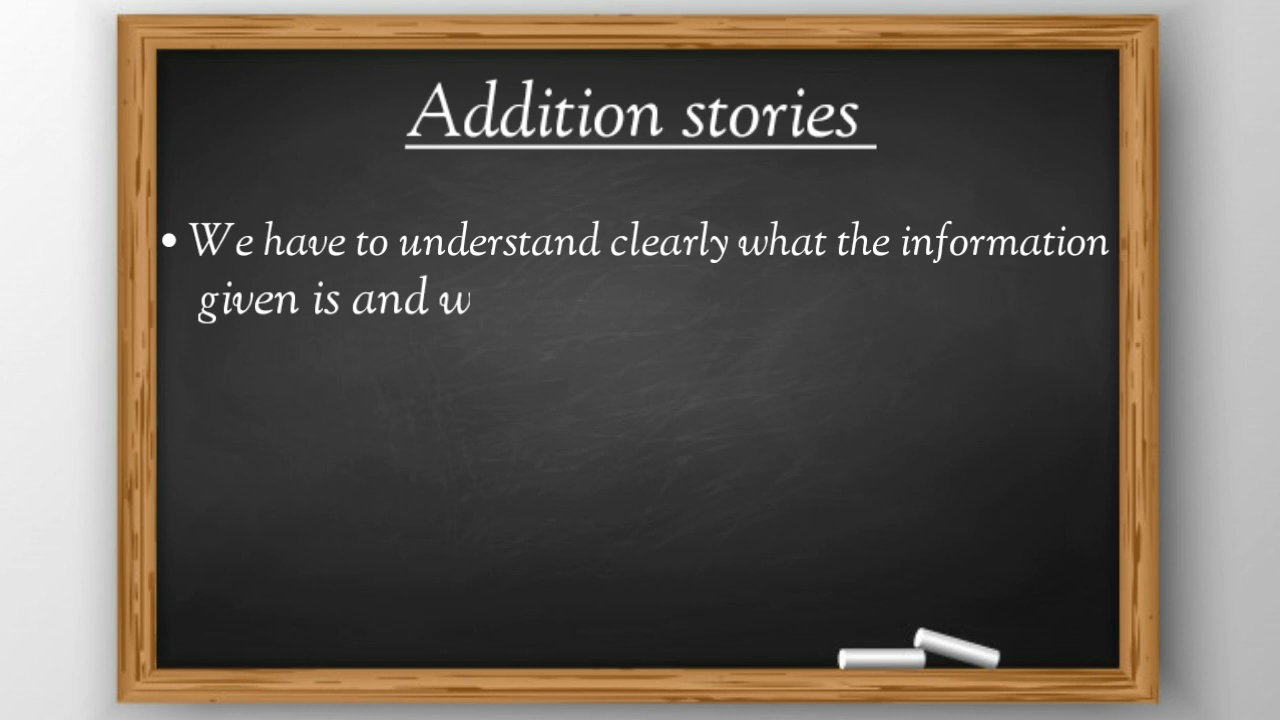 Addition stories
• We have to understand clearly what the information
given is and w